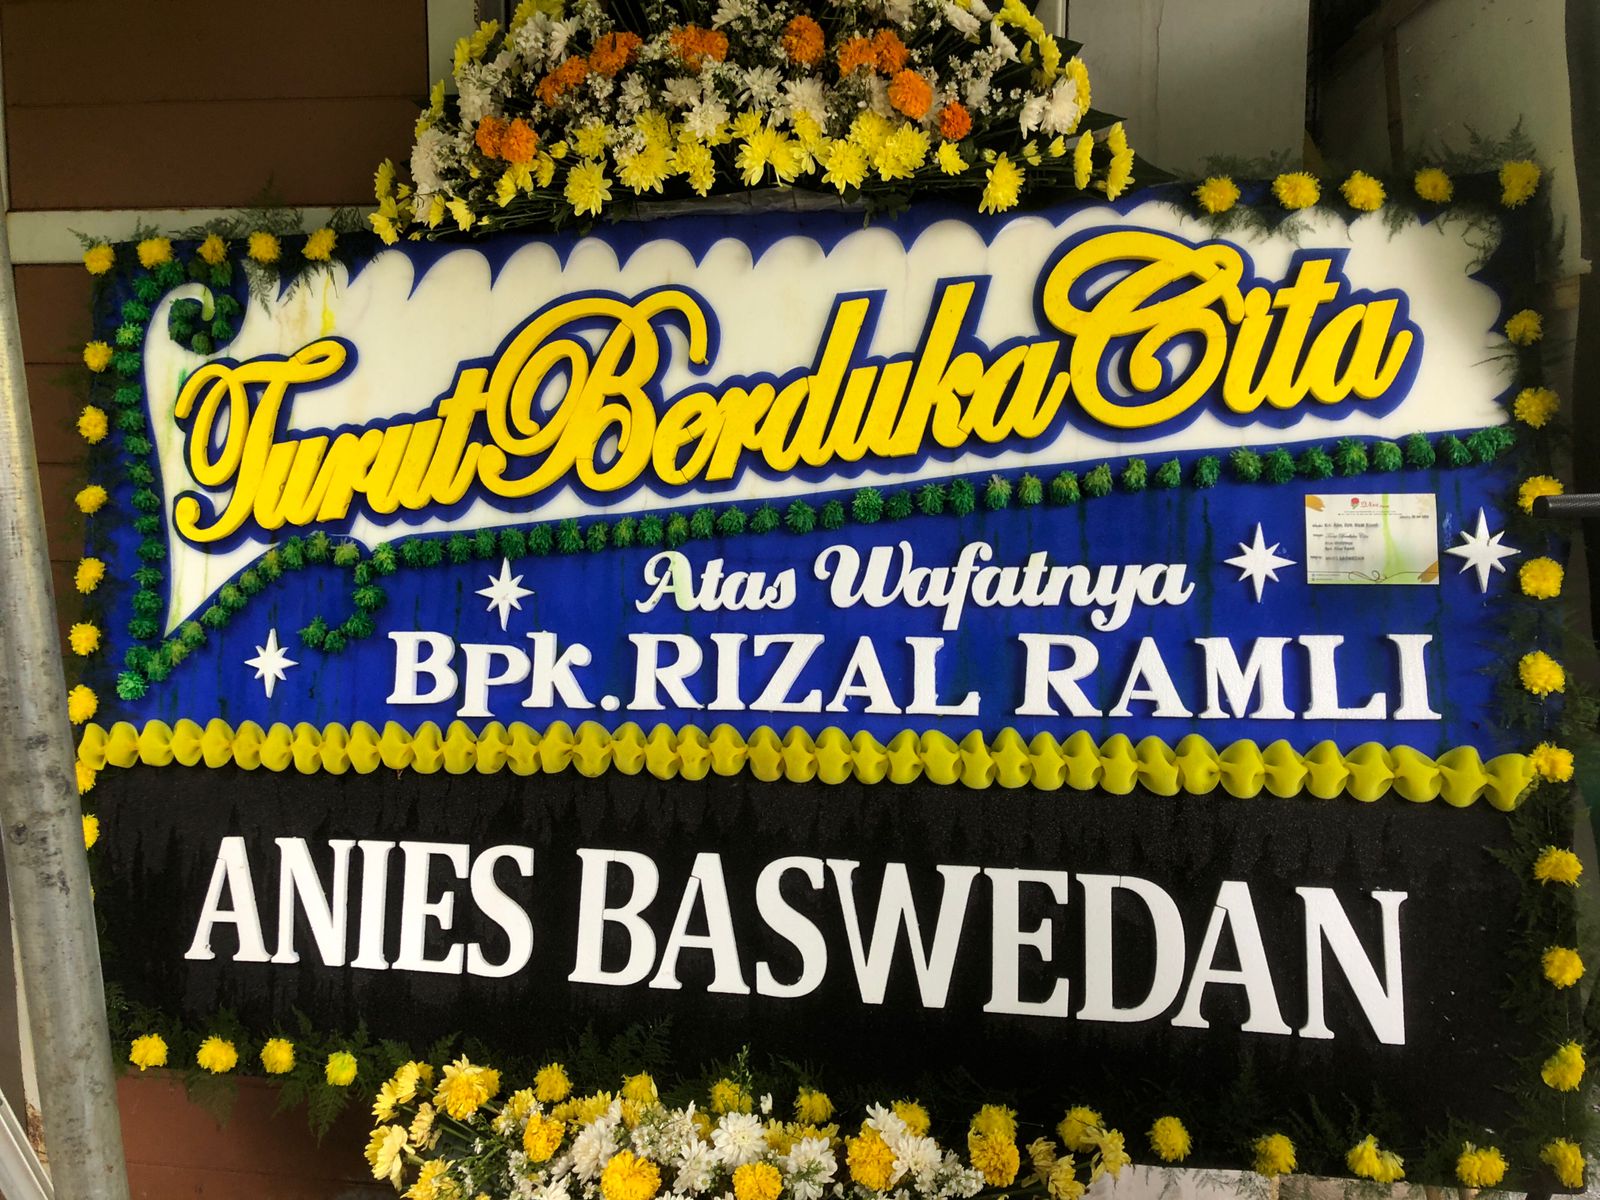 Turut Berduka Cita
Atas Wafatnya
Bpk. RIZAL RAMLI
ANIES BASWEDAN